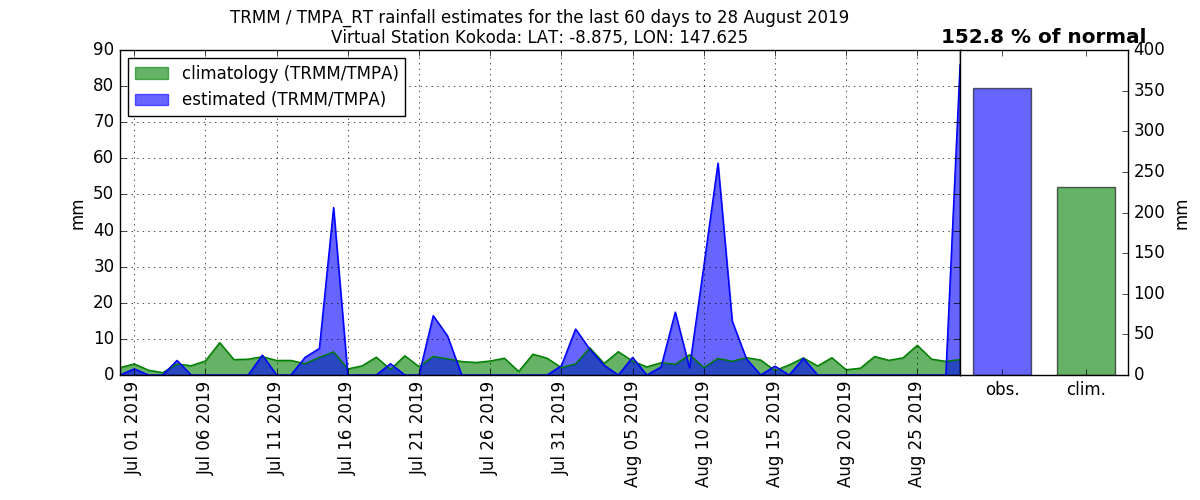 TRMM / TMPA_RT rainfall estimates for the last 60 days to 28 August 2019
Virtual Station Kokoda: LAT: -8.875, LON: 147.625
152.8 % of normal
climatology (TRMM/TMPA)
estimated (TRMM/TMPA)
90
80
70
60
50
40
30
20
10
0
mm
Jul 01 2019
Jul 06 2019
Jul 11 2019
Jul 16 2019
Jul 21 2019
Jul 26 2019
Jul 31 2019
Aug 05 2019
Aug 10 2019
Aug 15 2019
Aug 20 2019
Aug 25 2019
obs.
clim.
400
350
300
250
200
150
100
50
0
mm